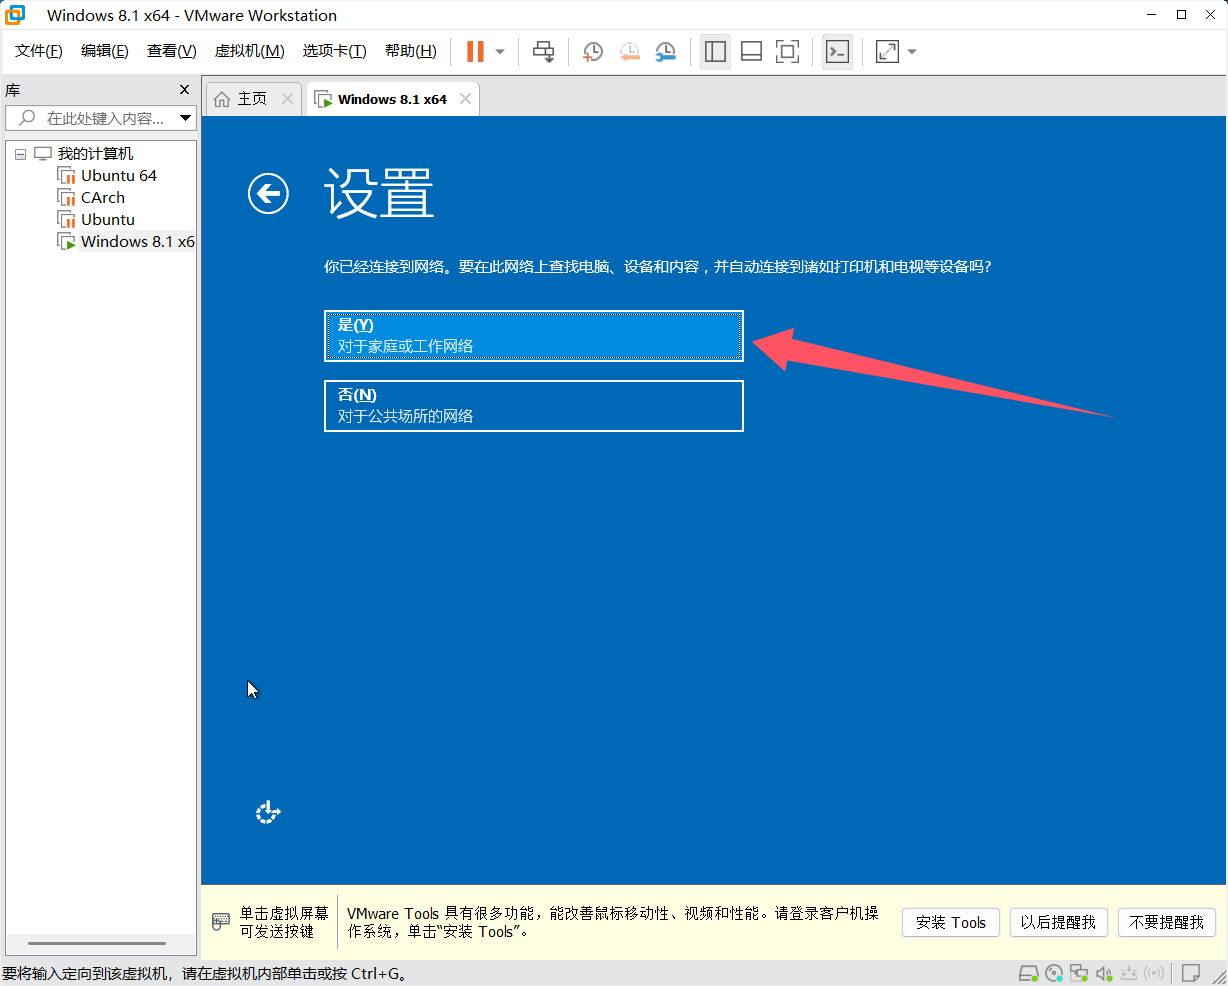 Windows 8.1 x64 - VMware Workstation
文件(F) 编辑(E) 查看(V) 虚拟机(M) 选项卡(T) 帮助(H)
库
在此处键入内容...
主页
Windows 8.1 x64
我的计算机
Ubuntu 64
CArch
Ubuntu
Windows 8.1 x6
设置
你已经连接到网络。要在此网络上查找电脑、设备和内容，并自动连接到诸如打印机和电视等设备吗?
是(Y)
对于家庭或工作网络
否(N)
对于公共场所的网络
单击虚拟屏幕
可发送按键
VMware Tools 具有很多功能，能改善鼠标移动性、视频和性能。请登录客户机操
作系统，单击“安装 Tools”。
安装 Tools
以后提醒我
不要提醒我
要将输入定向到该虚拟机，请在虚拟机内部单击或按 Ctrl+G。